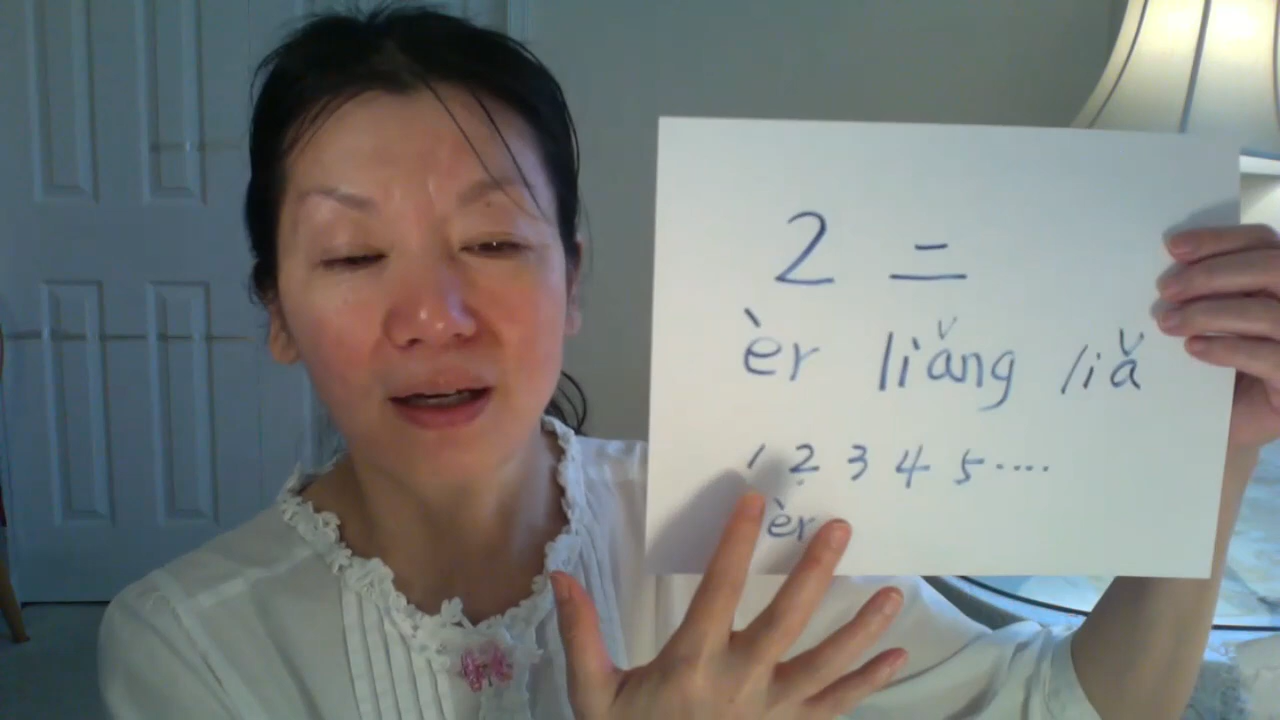 2 二
èr liǎng liǎ
1 2 3 4 5.....
èr